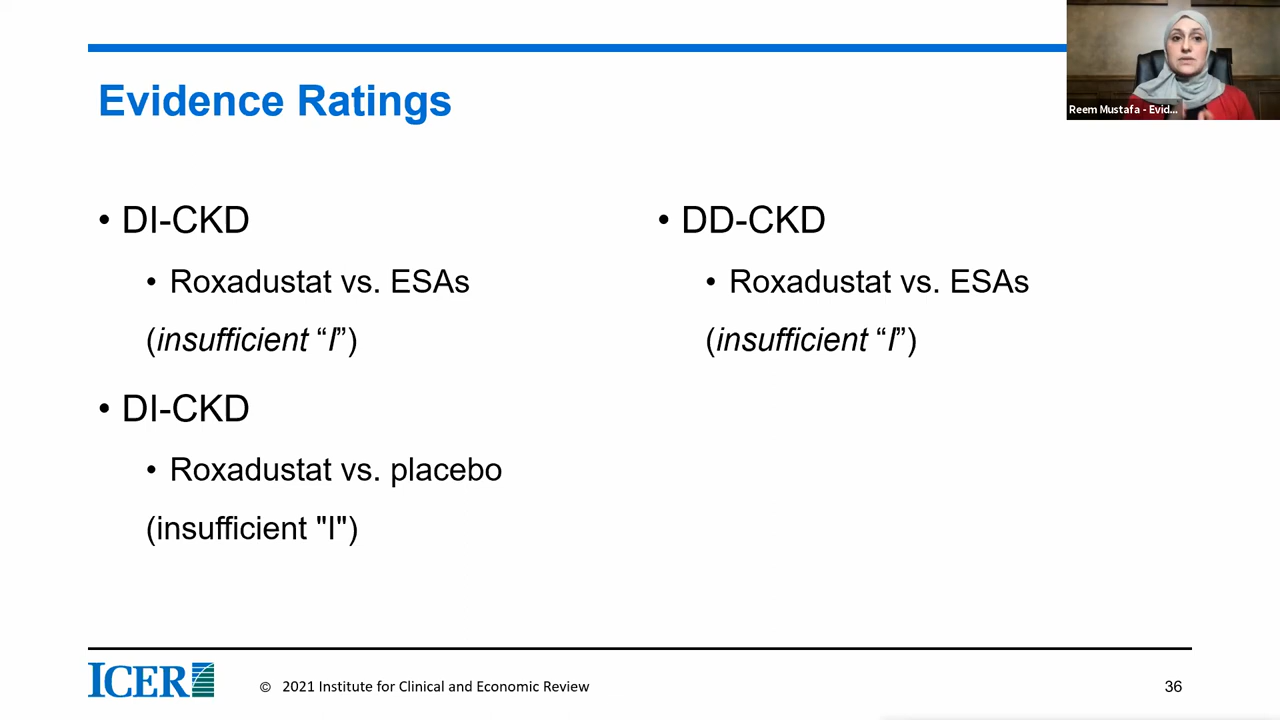 Evidence Ratings
• DI-CKD
• Roxadustat vs. ESAs
(insufficient “I”)
• DI-CKD
• Roxadustat vs. placebo
(insufficient "I")
• DD-CKD
• Roxadustat vs. ESAs
(insufficient “I”)
Reem Mustafa - Evid...
ICER
© 2021 Institute for Clinical and Economic Review
36